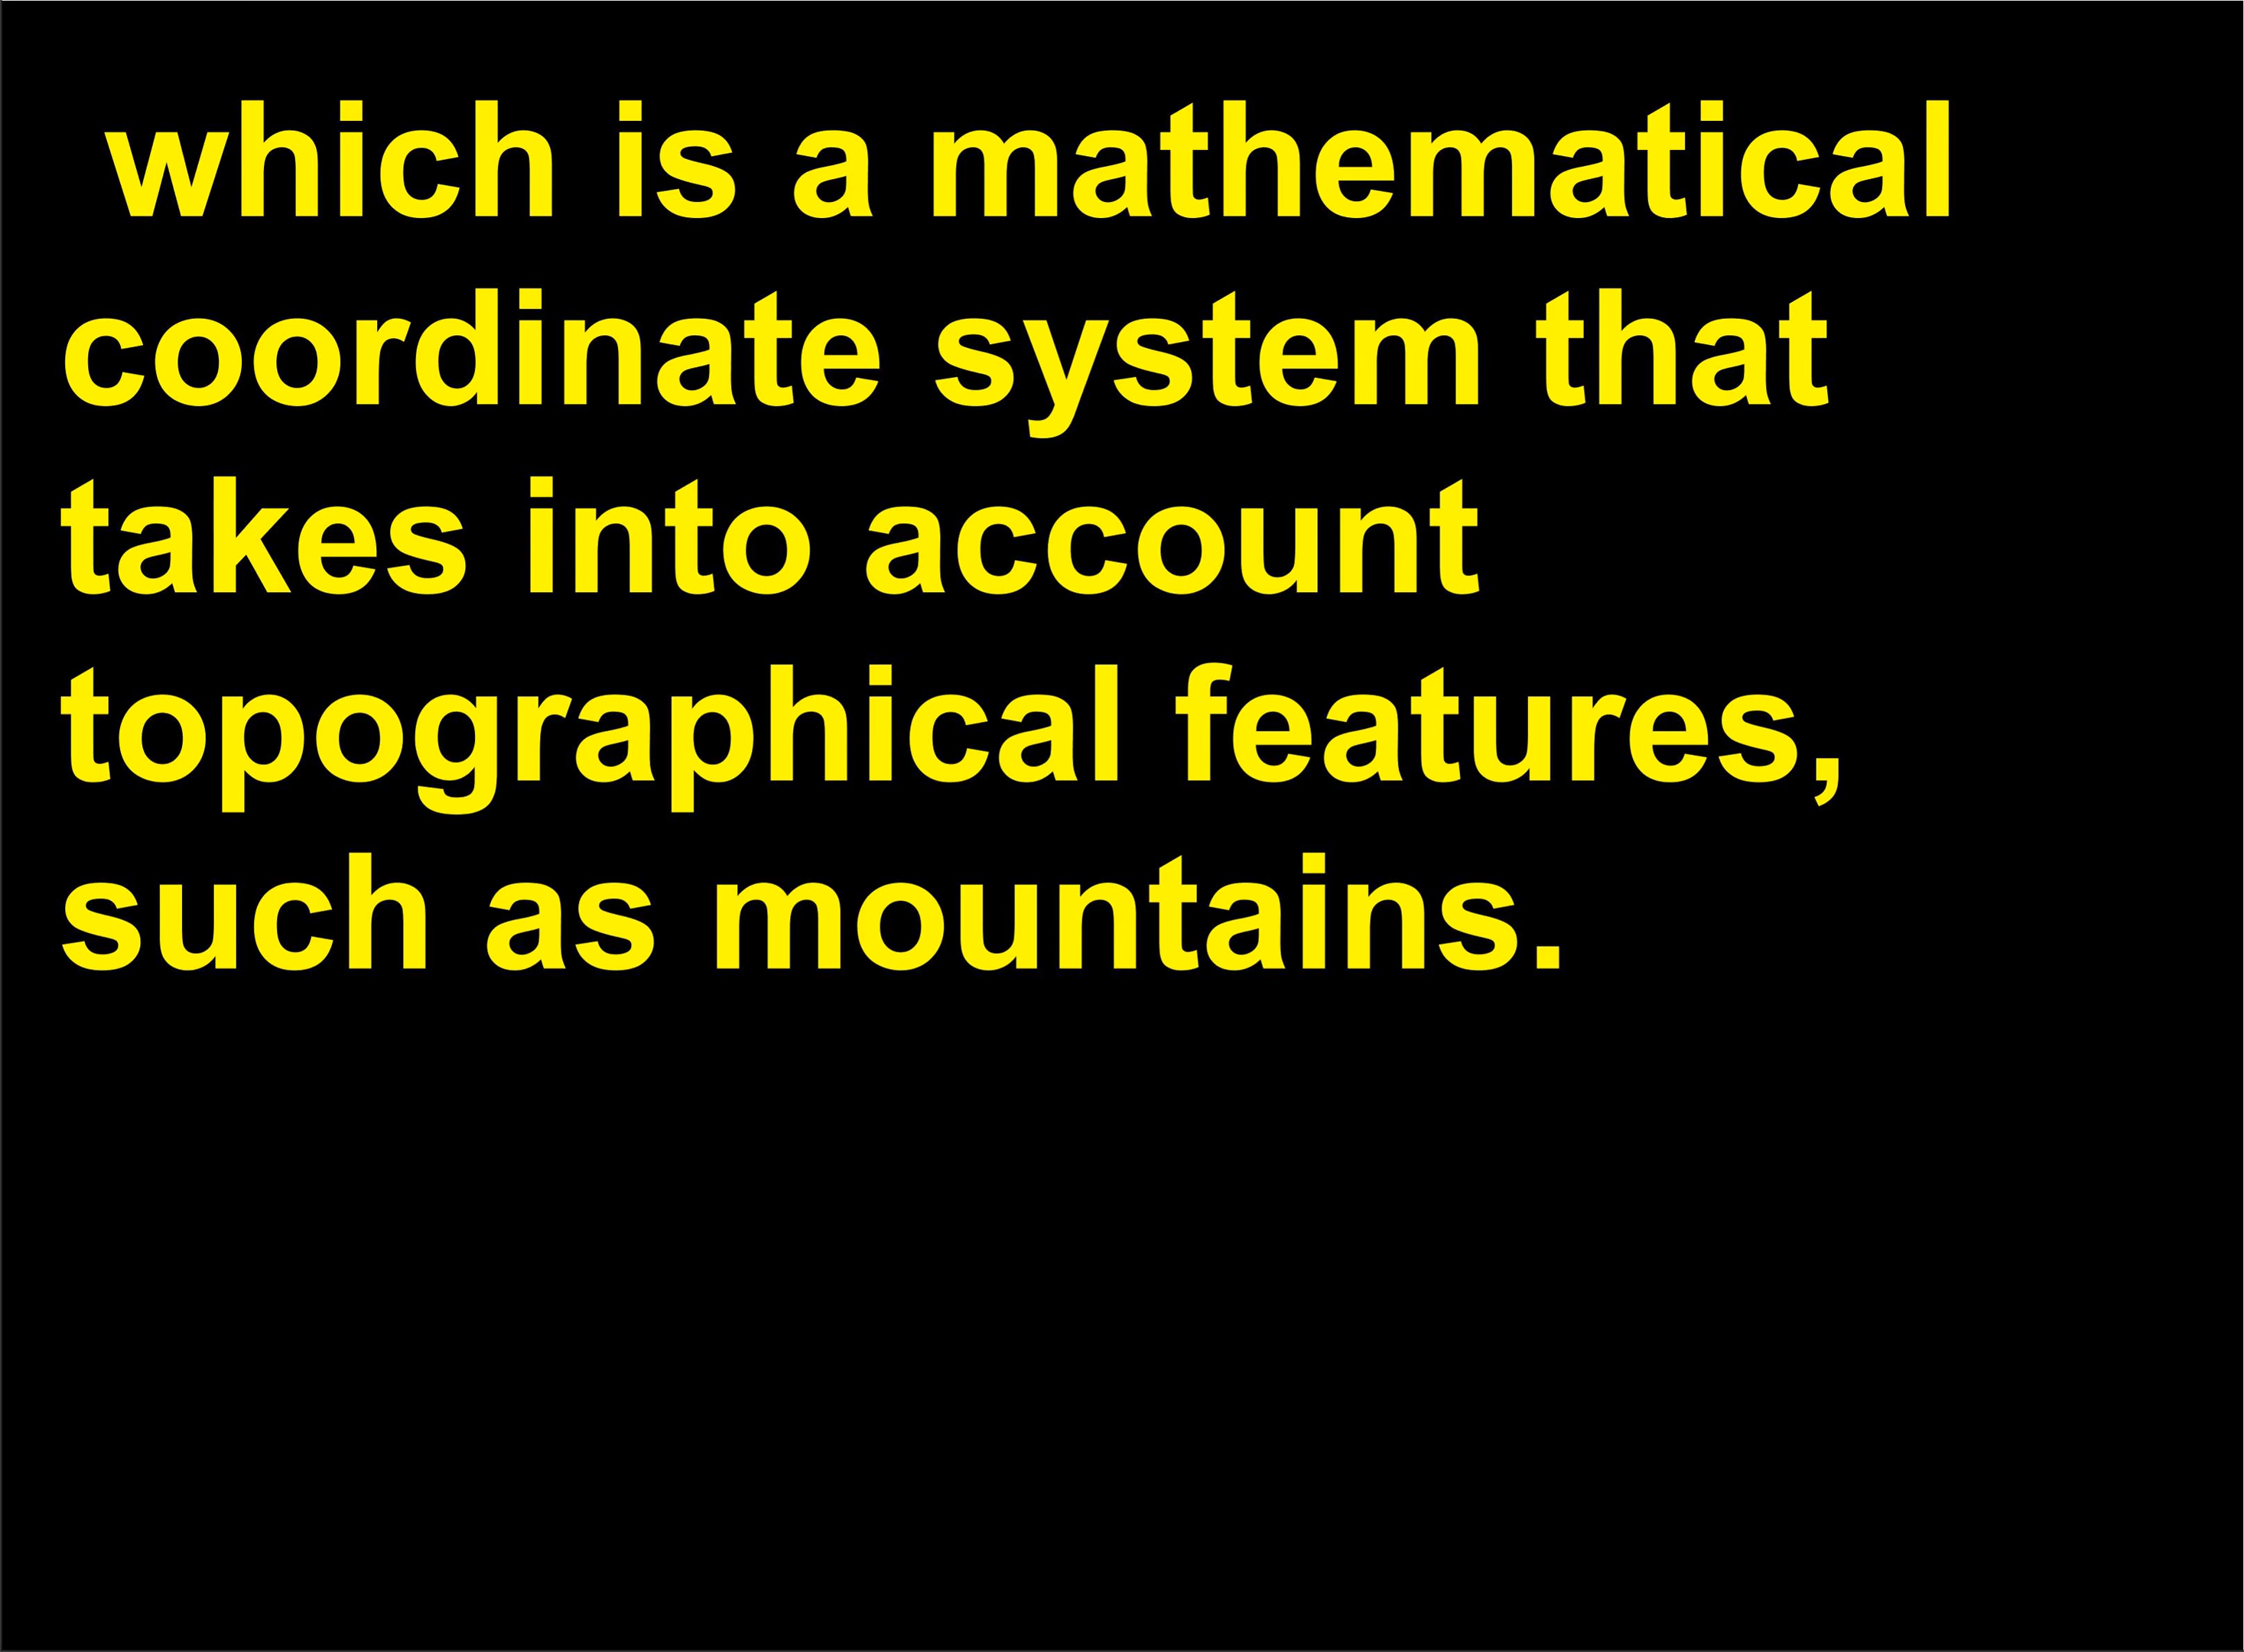 which is a mathematical
coordinate system that
takes into account
topographical features,
such as mountains.